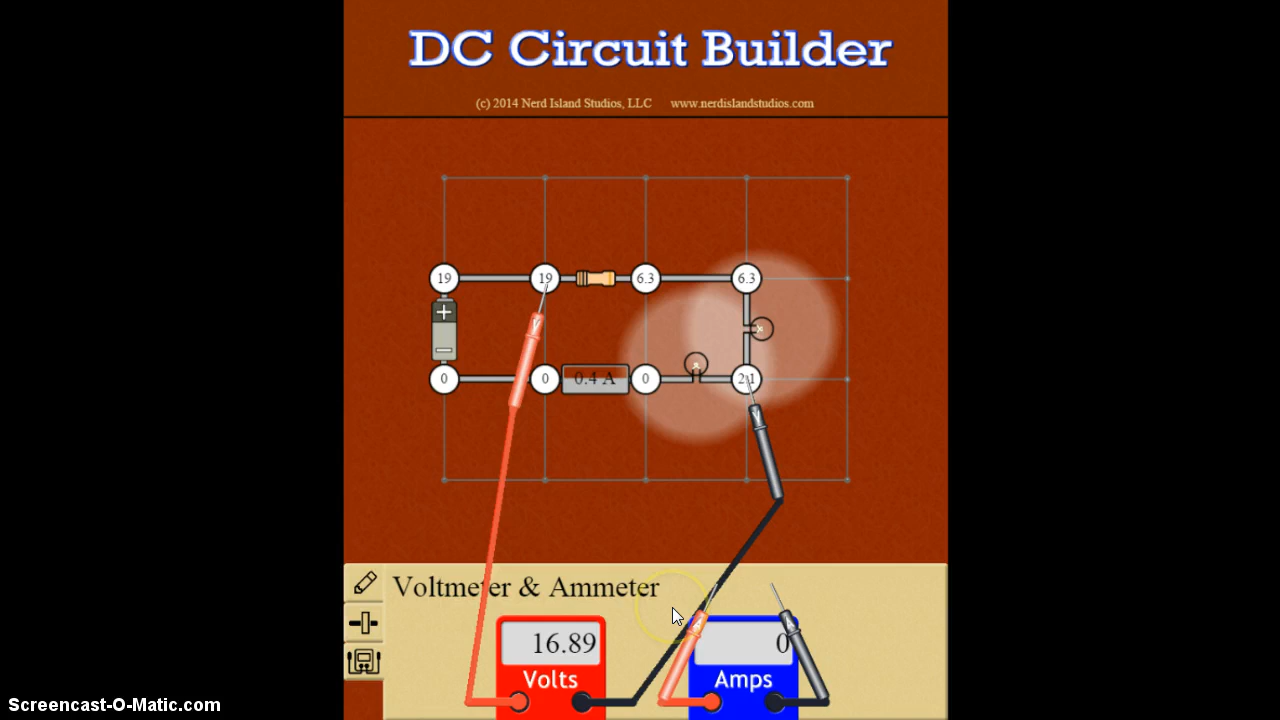 DC Circuit Builder
(c) 2014 Nerd Island Studios, LLC www.nerdislandstudios.com
19 19 6.3 6.3
+
V
0 0 0.4 A 0 2.1
V
Voltmeter & Ammeter
16.89 0
A A
Volts Amps
Screencast-O-Matic.com